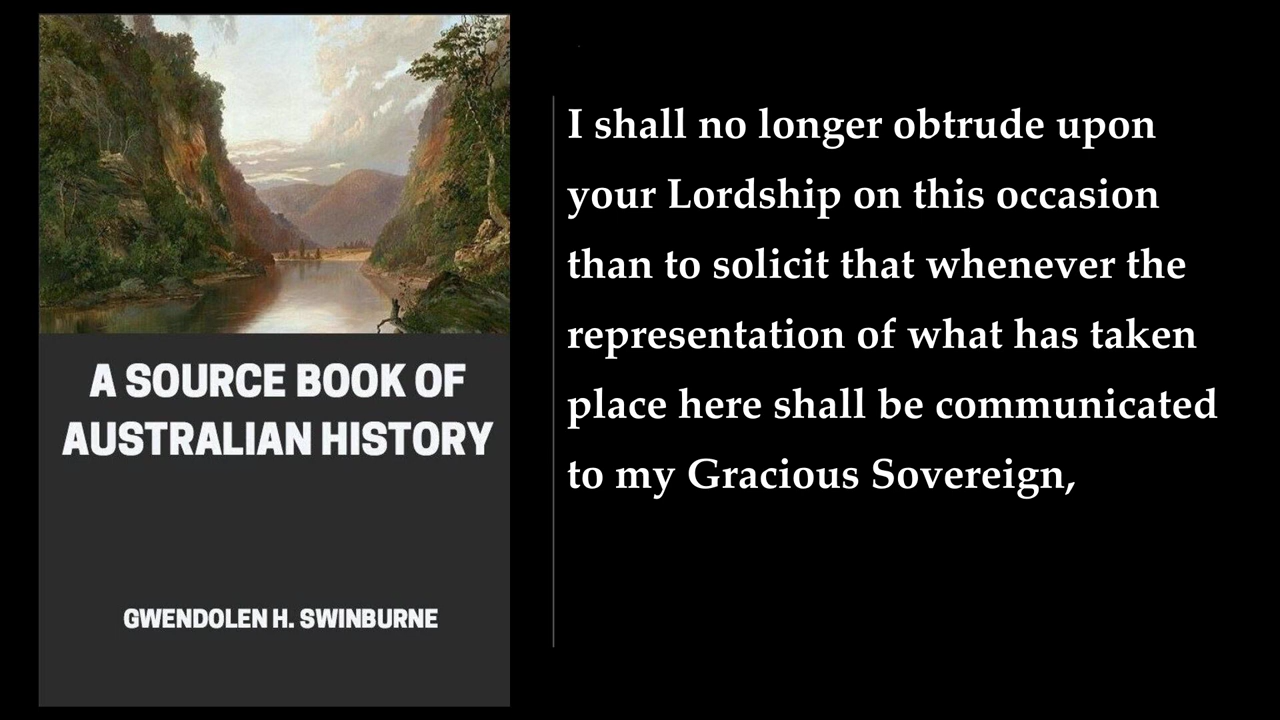 A SOURCE BOOK OF
AUSTRALIAN HISTORY
GWENDOLEN H. SWINBURNE
I shall no longer obtrude upon
your Lordship on this occasion
than to solicit that whenever the
representation of what has taken
place here shall be communicated
to my Gracious Sovereign,